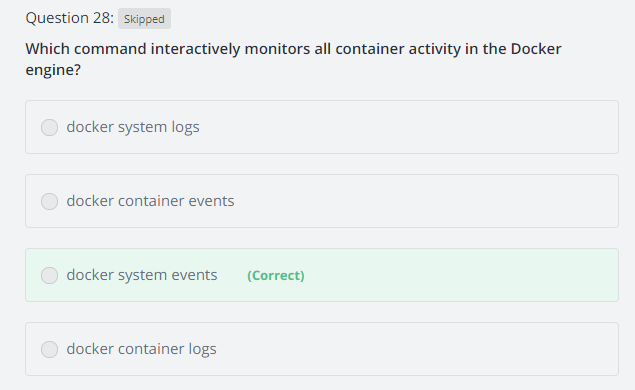 Question 28: Skipped
Which command interactively monitors all container activity in the Docker
engine?
docker system logs
docker container events
docker system events (Correct)
docker container logs